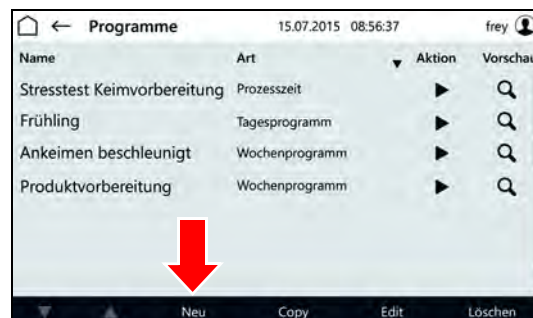 Programme 15.07.2015 08:56:37 frey
Name Art Aktion Vorschau
Stresstest Keimvorbereitung Prozesszeit
Frühling Tagesprogramm
Ankeimen beschleunigt Wochenprogramm
Produktvorbereitung Wochenprogramm
Neu Copy Edit Löschen